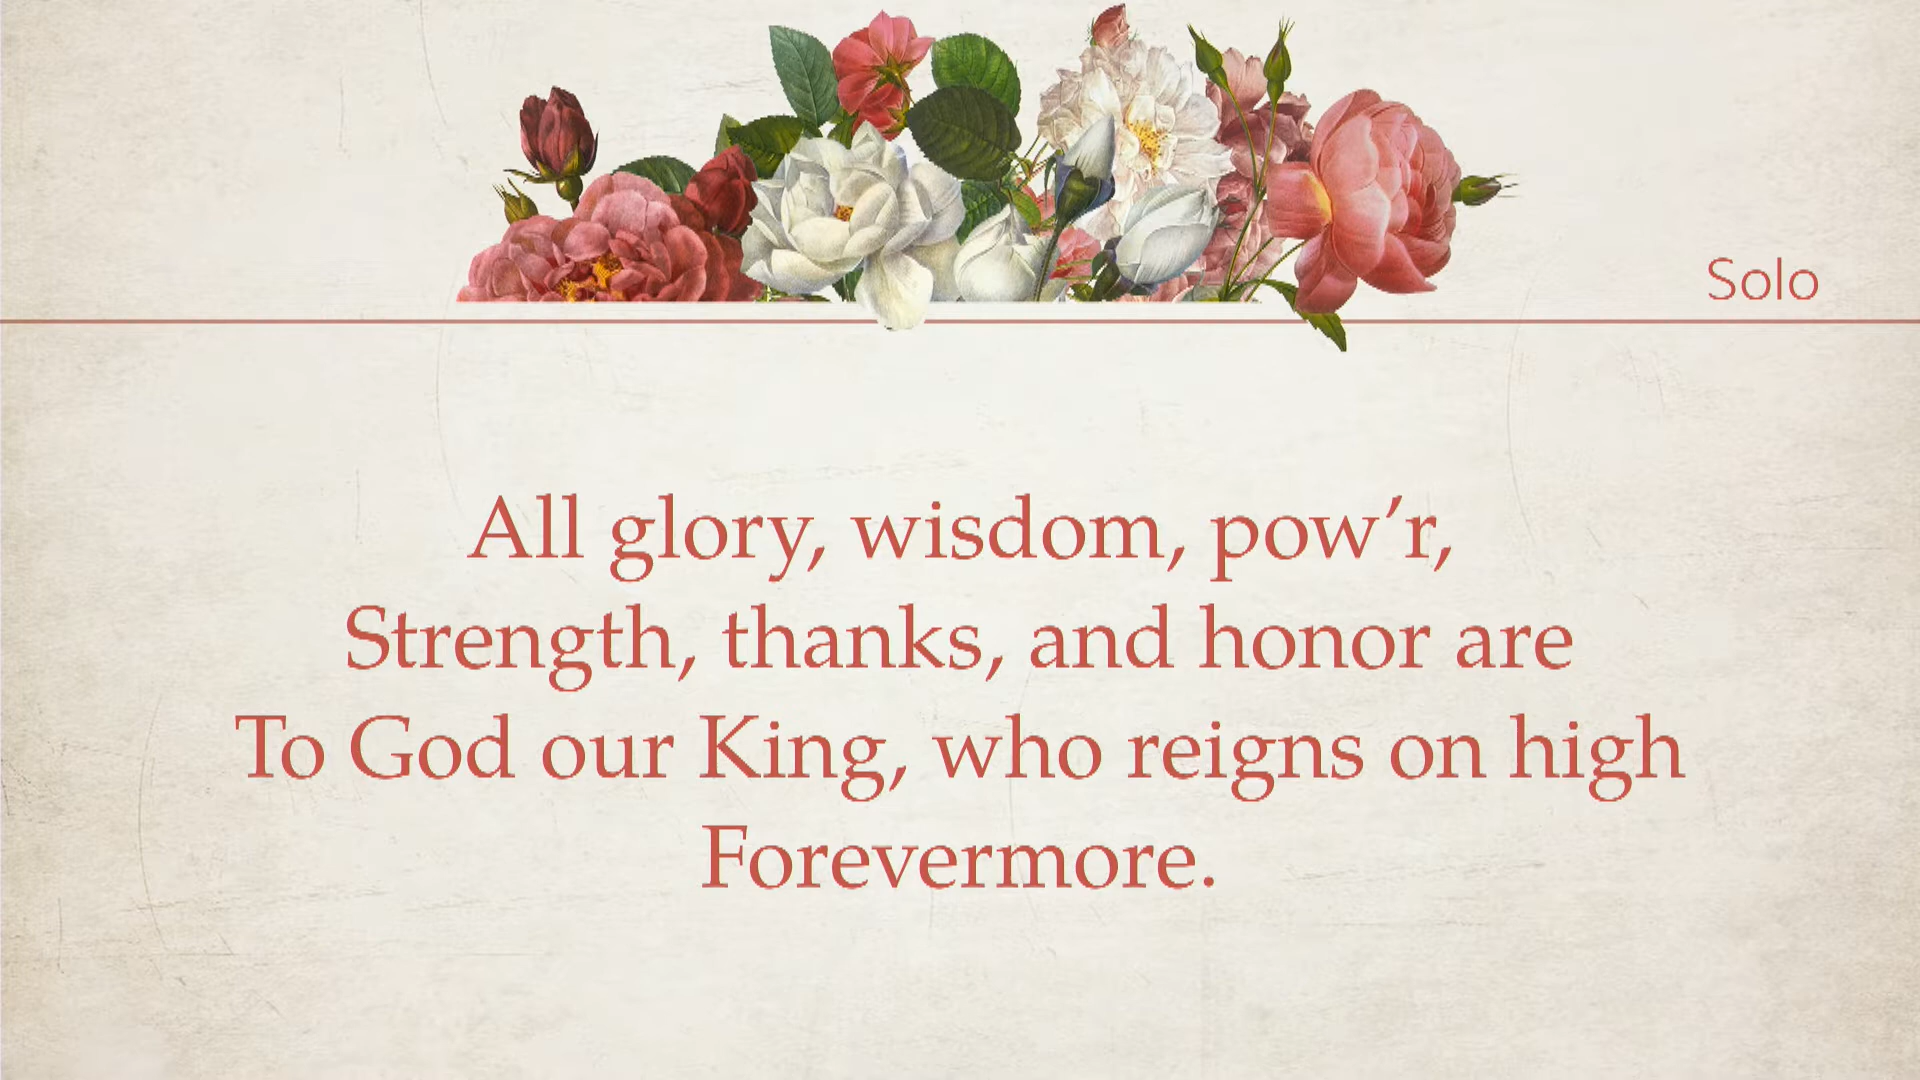 Solo
All glory, wisdom, pow’r,
Strength, thanks, and honor are
To God our King, who reigns on high
Forevermore.